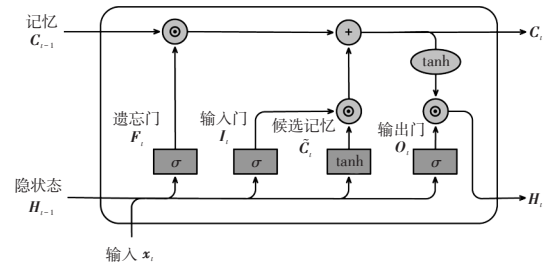 记忆
C_{t-1}
C_t
tanh
遗忘门
F_t
输入门
I_t
候选记忆
C̃_t
输出门
O_t
σ
σ
tanh
σ
隐状态
H_{t-1}
H_t
输入 x_t